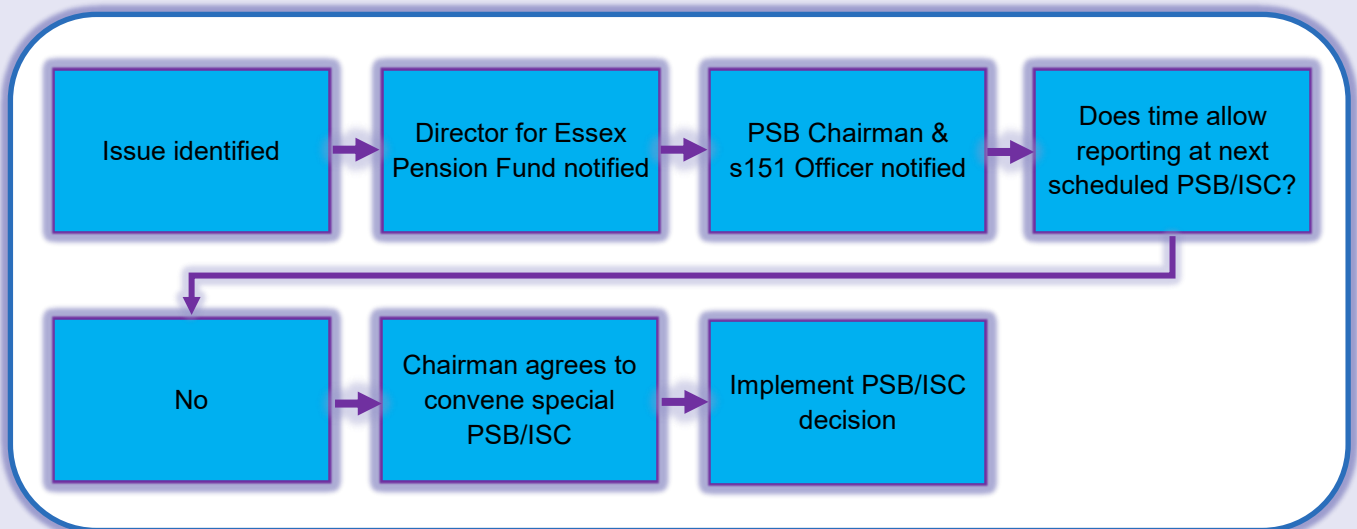 Issue identified
Director for Essex
Pension Fund notified
PSB Chairman &
s151 Officer notified
Does time allow
reporting at next
scheduled PSB/ISC?
No
Chairman agrees to
convene special
PSB/ISC
Implement PSB/ISC
decision